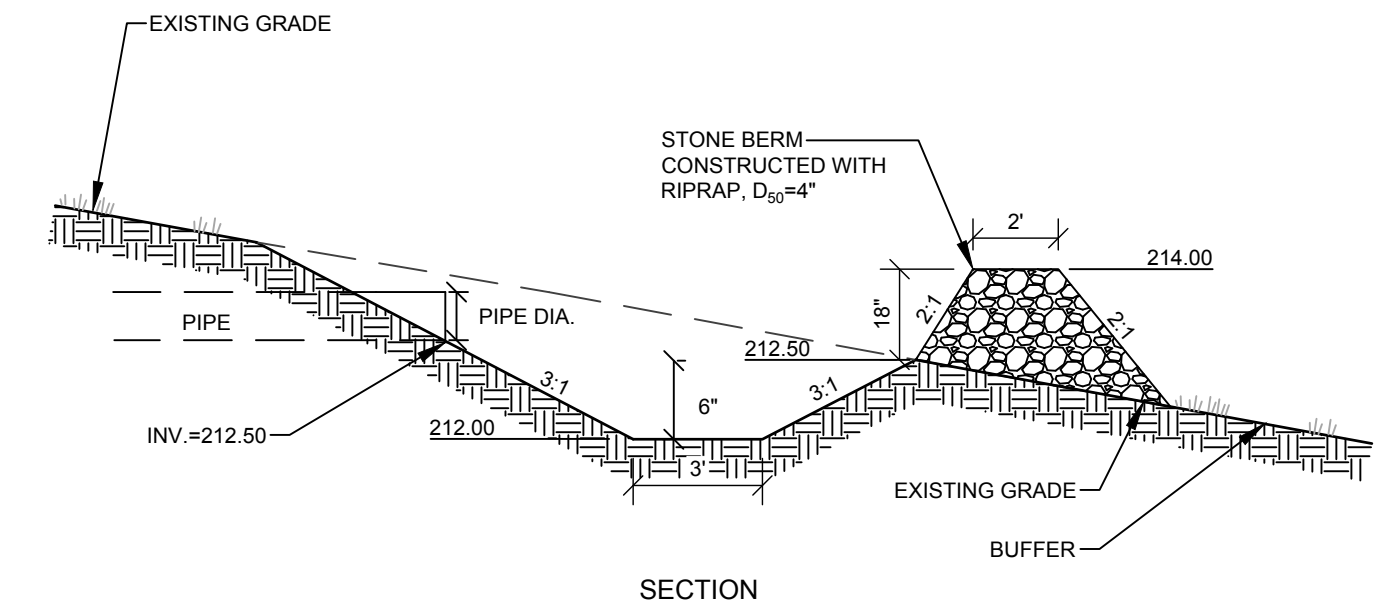 EXISTING GRADE
STONE BERM
CONSTRUCTED WITH
RIPRAP, D₅₀=4"
2'
214.00
18"
2:1
2:1
PIPE
PIPE DIA.
212.50
3:1
3:1
6"
INV.=212.50
212.00
3'
EXISTING GRADE
BUFFER
SECTION